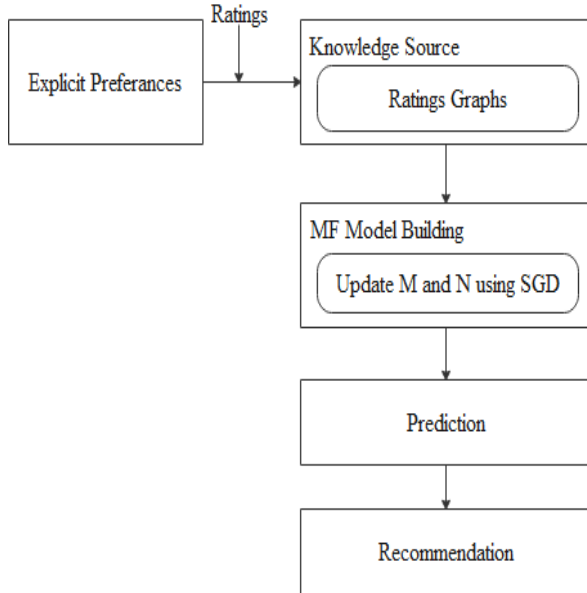 Ratings
Explicit Preferances
Knowledge Source
Ratings Graphs
MF Model Building
Update M and N using SGD
Prediction
Recommendation